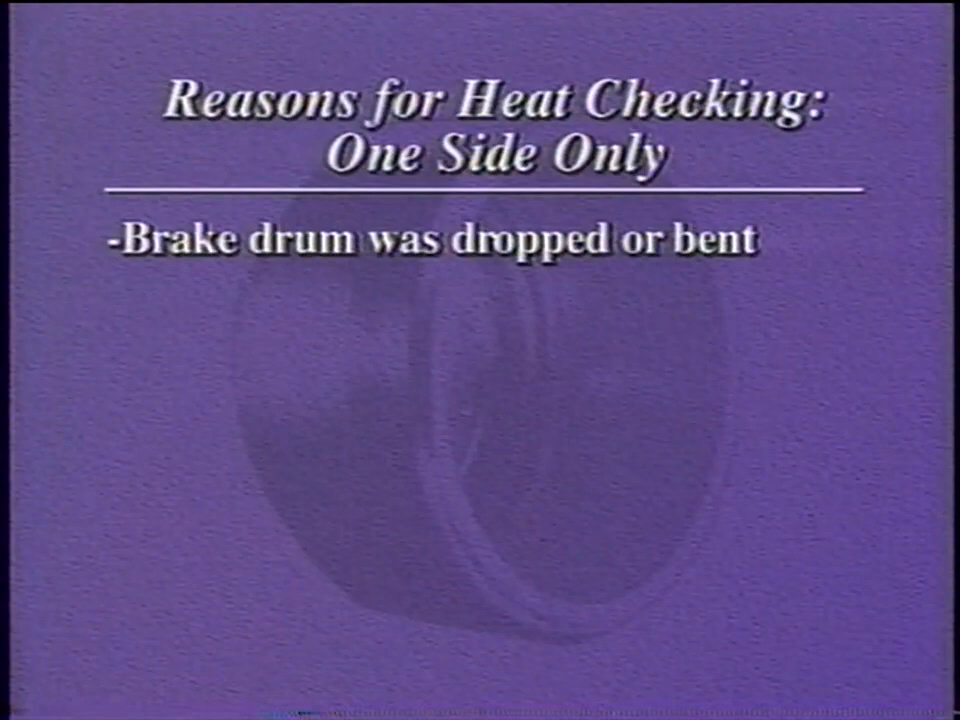 Reasons for Heat Checking:
One Side Only
-Brake drum was dropped or bent